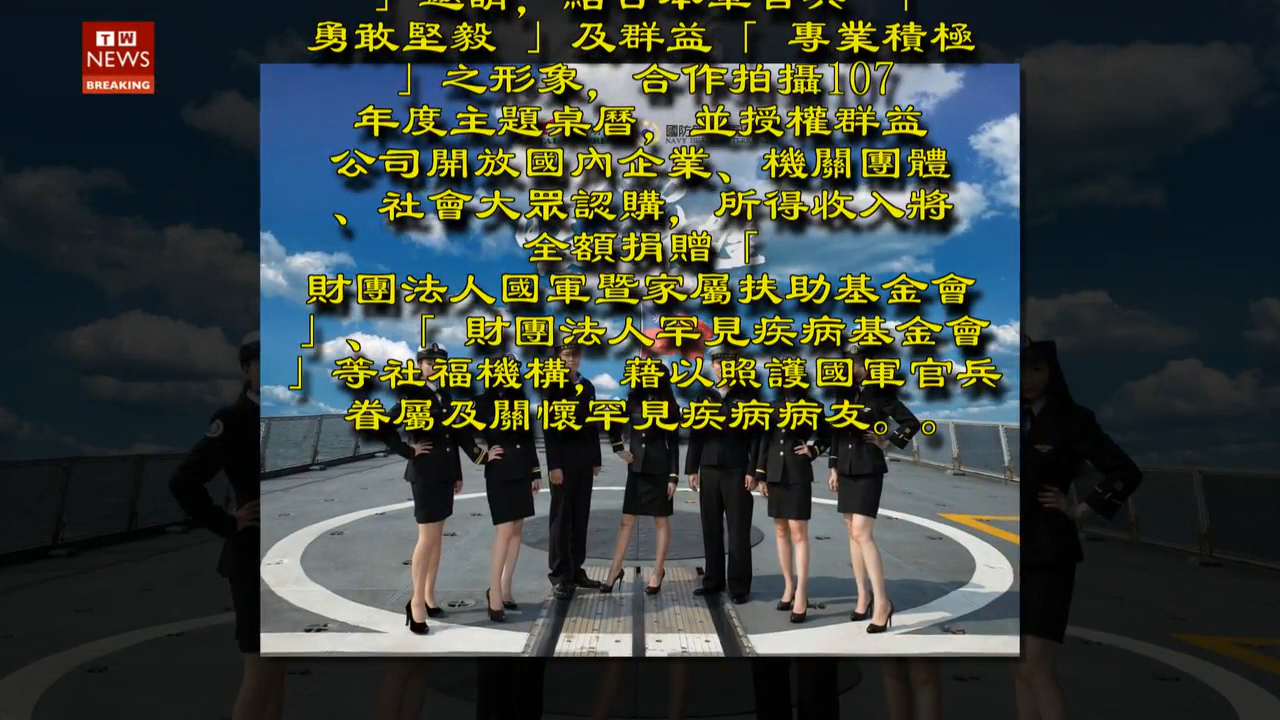 TW
NEWS
BREAKING
勇敢堅毅 」及群益「 專業積極
」之形象，合作拍攝107
年度主題桌曆，並授權群益
公司開放國內企業、機關團體
、社會大眾認購，所得收入將
全額捐贈「
財團法人國軍暨家屬扶助基金會
」、「財團法人罕見疾病基金會
」等社福機構，藉以照護國軍官兵
眷屬及關懷罕見疾病病友。。
國防